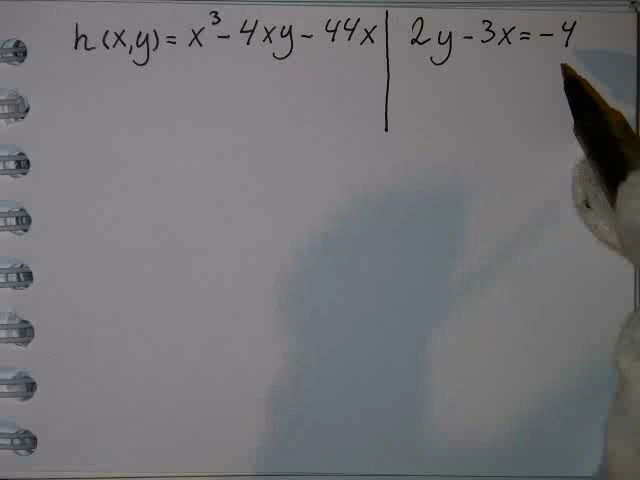 h(x,y) = x³ - 4xy - 44x | 2y - 3x = -4